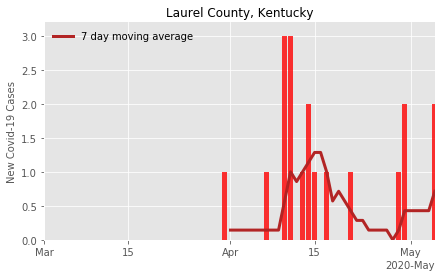 Laurel County, Kentucky
7 day moving average
New Covid-19 Cases
3.0
2.5
2.0
1.5
1.0
0.5
0.0
Mar 15 Apr 15 May
2020-May